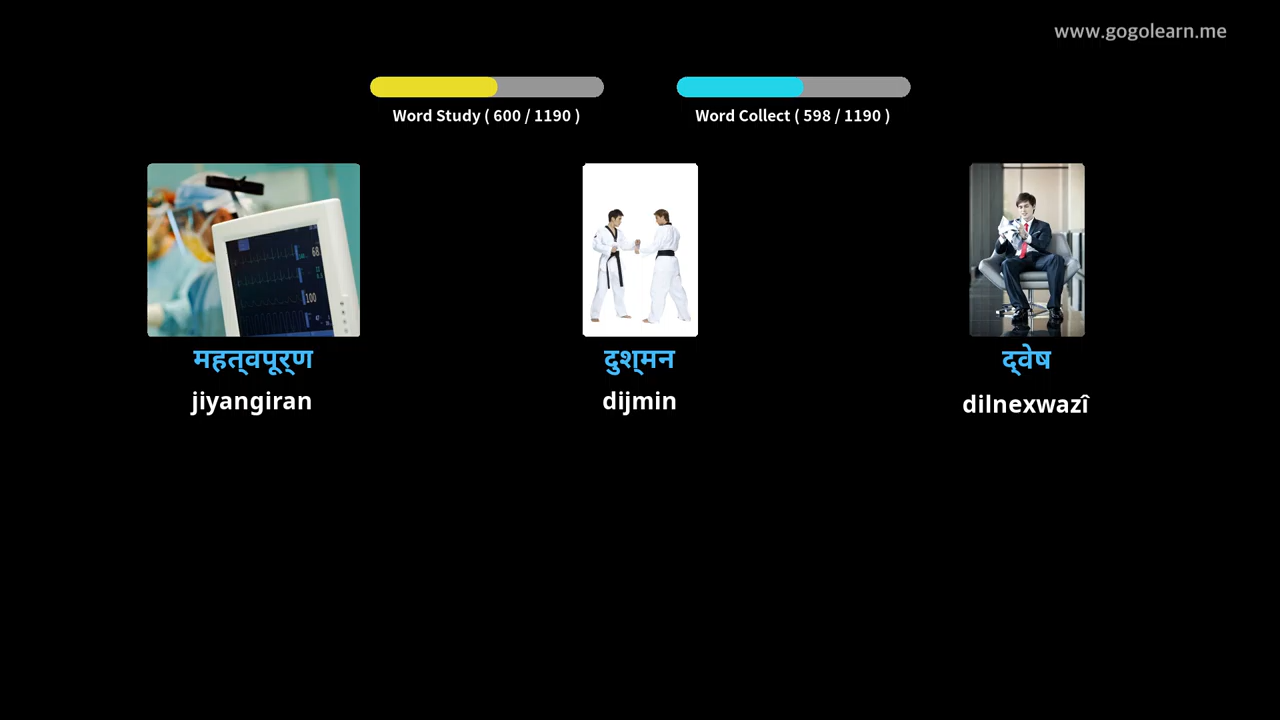 www.gogolearn.me
Word Study ( 600 / 1190 )
Word Collect ( 598 / 1190 )
महत्वपूर्ण
दुश्मन
द्वेष
jiyangiran
dijmin
dilnexwazî